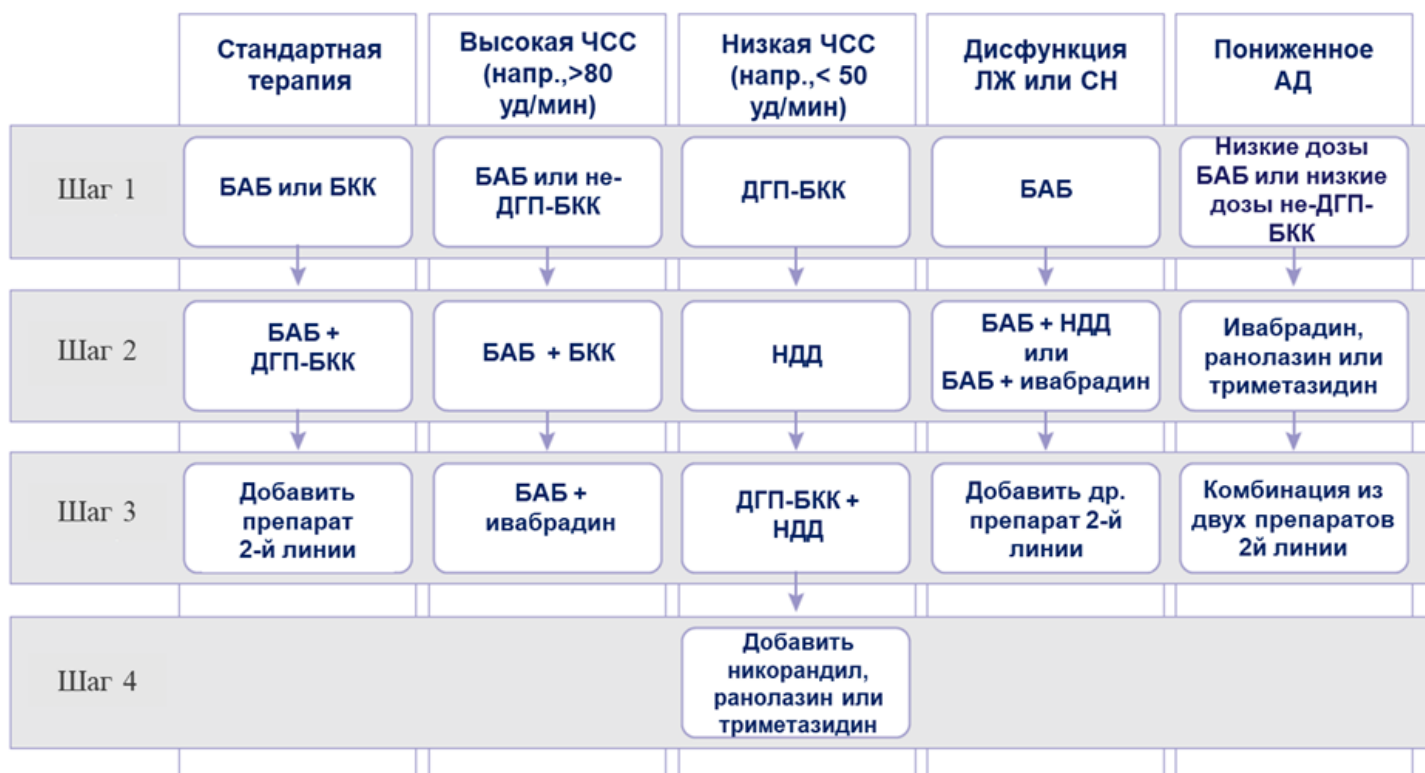 Стандартная
терапия
Высокая ЧСС
(напр.,>80
уд/мин)
Низкая ЧСС
(напр.,< 50
уд/мин)
Дисфункция
ЛЖ или СН
Пониженное
АД
Шаг 1
БАБ или БКК
БАБ или не-
ДГП-БКК
ДГП-БКК
БАБ
Низкие дозы
БАБ или низкие
дозы не-ДГП-
БКК
Шаг 2
БАБ +
ДГП-БКК
БАБ + БКК
НДД
БАБ + НДД
или
БАБ + ивабрадин
Ивабрадин,
ранолазин или
триметазидин
Шаг 3
Добавить
препарат
2-й линии
БАБ +
ивабрадин
ДГП-БКК +
НДД
Добавить др.
препарат 2-й
линии
Комбинация из
двух препаратов
2й линии
Шаг 4
Добавить
никорандил,
ранолазин или
триметазидин